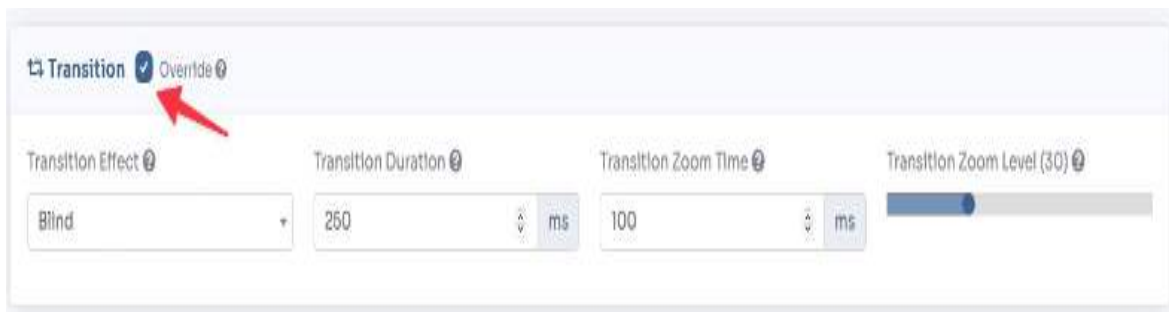 Transition Override
Transition Effect Transition Duration Transition Zoom Time Transition Zoom Level (30)
Blind 250 ms 100 ms